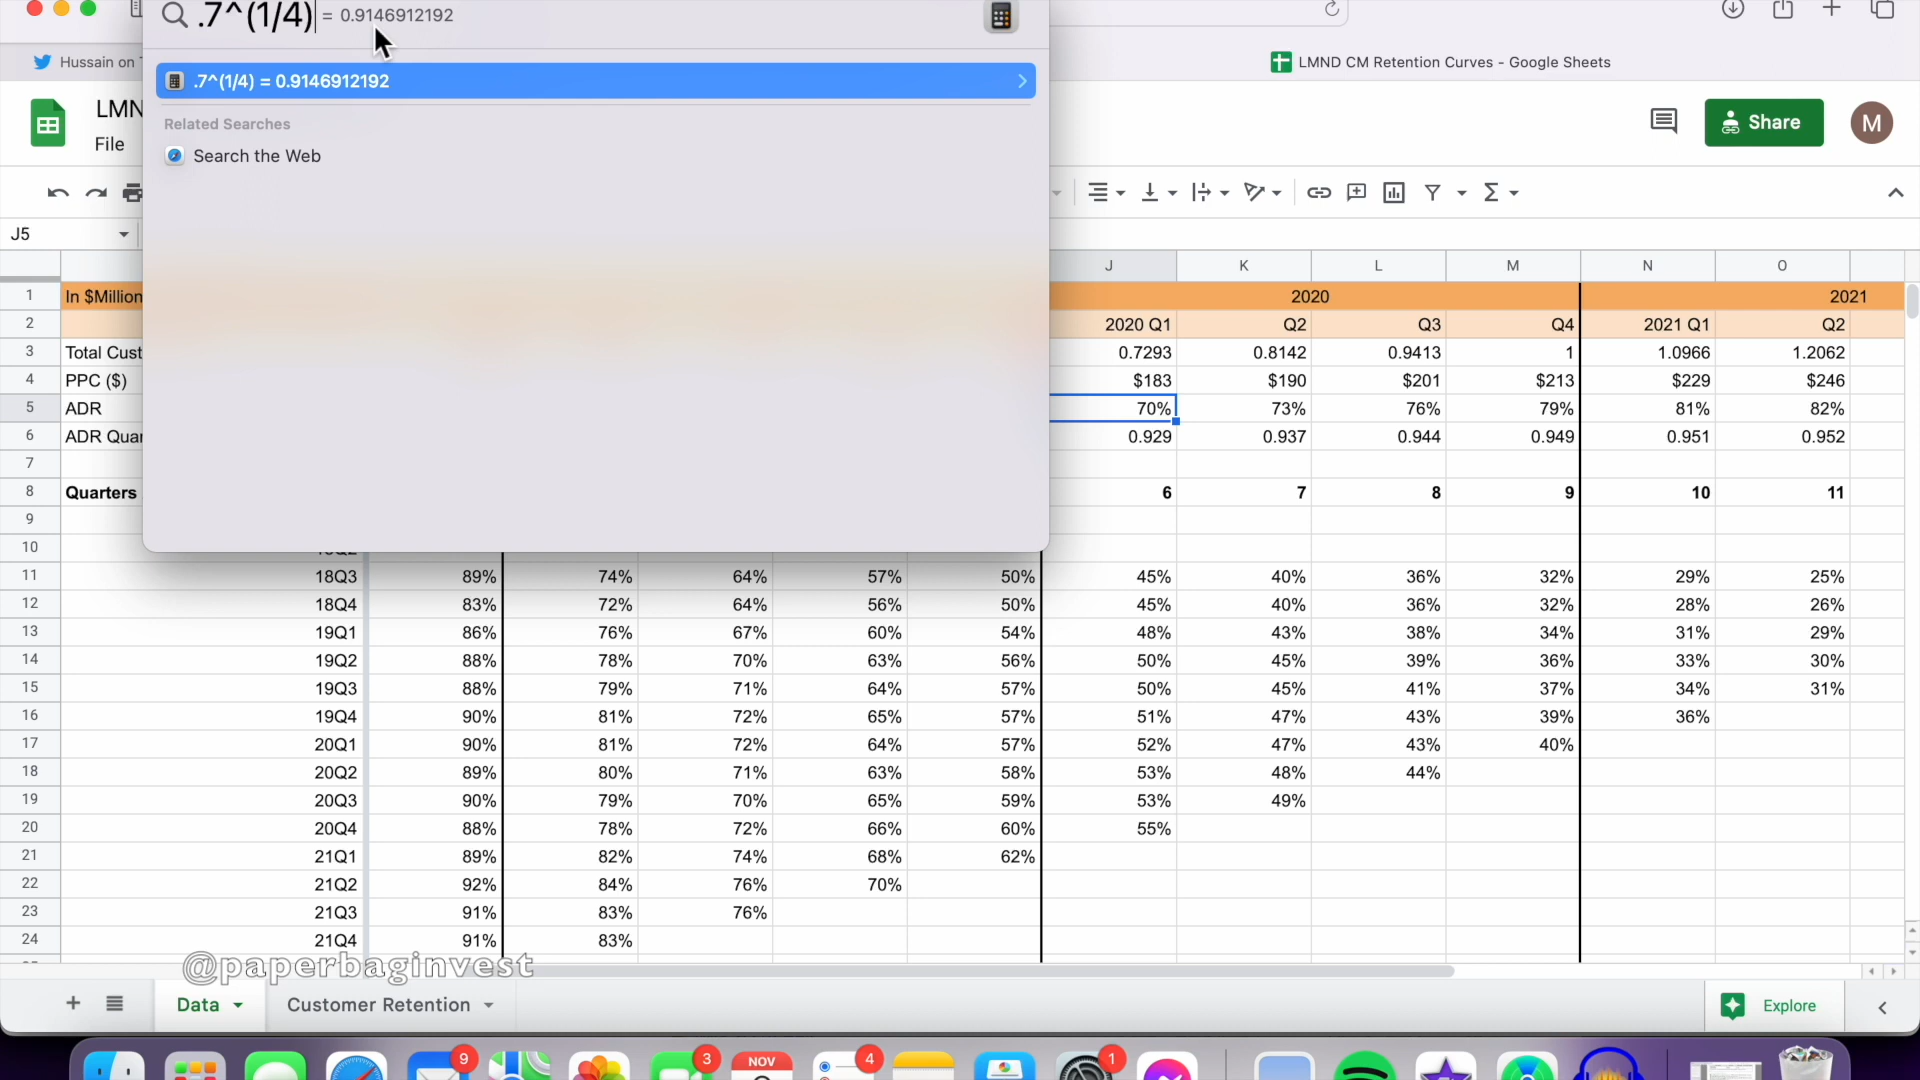 .7^(1/4) = 0.9146912192
Hussain on
LMND CM Retention Curves - Google Sheets
.7^(1/4) = 0.9146912192
LMN
Share
M
File
Related Searches
Search the Web
J5
J K L M N O
1 In $Million 2020 2021
2 2020 Q1 Q2 Q3 Q4 2021 Q1 Q2
3 Total Cust 0.7293 0.8142 0.9413 1 1.0966 1.2062
4 PPC ($) $183 $190 $201 $213 $229 $246
5 ADR 70% 73% 76% 79% 81% 82%
6 ADR Quar 0.929 0.937 0.944 0.949 0.951 0.952
7
8 Quarters 6 7 8 9 10 11
9
10
11 18Q3 89% 74% 64% 57% 50% 45% 40% 36% 32% 29% 25%
12 18Q4 83% 72% 64% 56% 50% 45% 40% 36% 32% 28% 26%
13 19Q1 86% 76% 67% 60% 54% 48% 43% 38% 34% 31% 29%
14 19Q2 88% 78% 70% 63% 56% 50% 45% 39% 36% 33% 30%
15 19Q3 88% 79% 71% 64% 57% 50% 45% 41% 37% 34% 31%
16 19Q4 90% 81% 72% 65% 57% 51% 47% 43% 39% 36%
17 20Q1 90% 81% 72% 64% 57% 52% 47% 43% 40%
18 20Q2 89% 80% 71% 63% 58% 53% 48% 44%
19 20Q3 90% 79% 70% 65% 59% 53% 49%
20 20Q4 88% 78% 72% 66% 60% 55%
21 21Q1 89% 82% 74% 68% 62%
22 21Q2 92% 84% 76% 70%
23 21Q3 91% 83% 76%
24 21Q4 91% 83%
@paperbaginvest
Data Customer Retention Explore
9 3 NOV 4 1